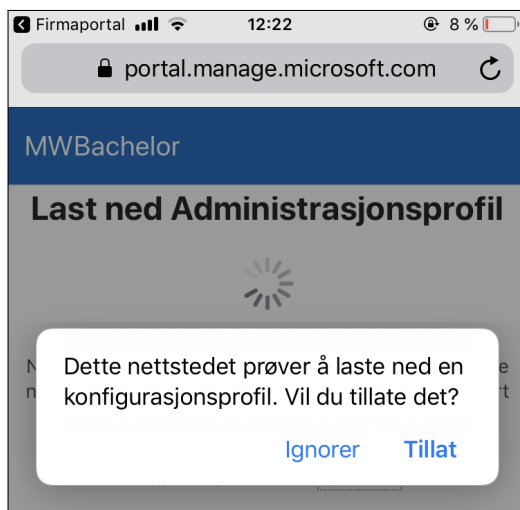 Firmaportal 12:22 8 %
portal.manage.microsoft.com
MWBachelor
Last ned Administrasjonsprofil
Dette nettstedet prøver å laste ned en
konfigurasjonsprofil. Vil du tillate det?
Ignorer Tillat